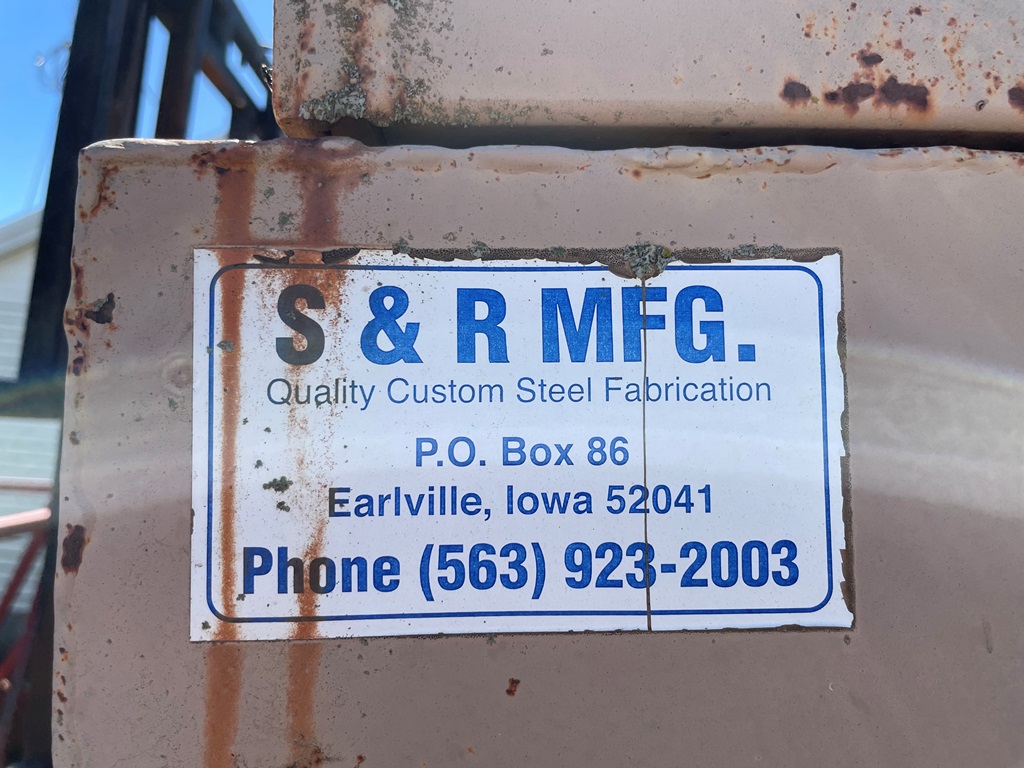 S & R MFG.
Quality Custom Steel Fabrication
P.O. Box 86
Earlville, Iowa 52041
Phone (563) 923-2003